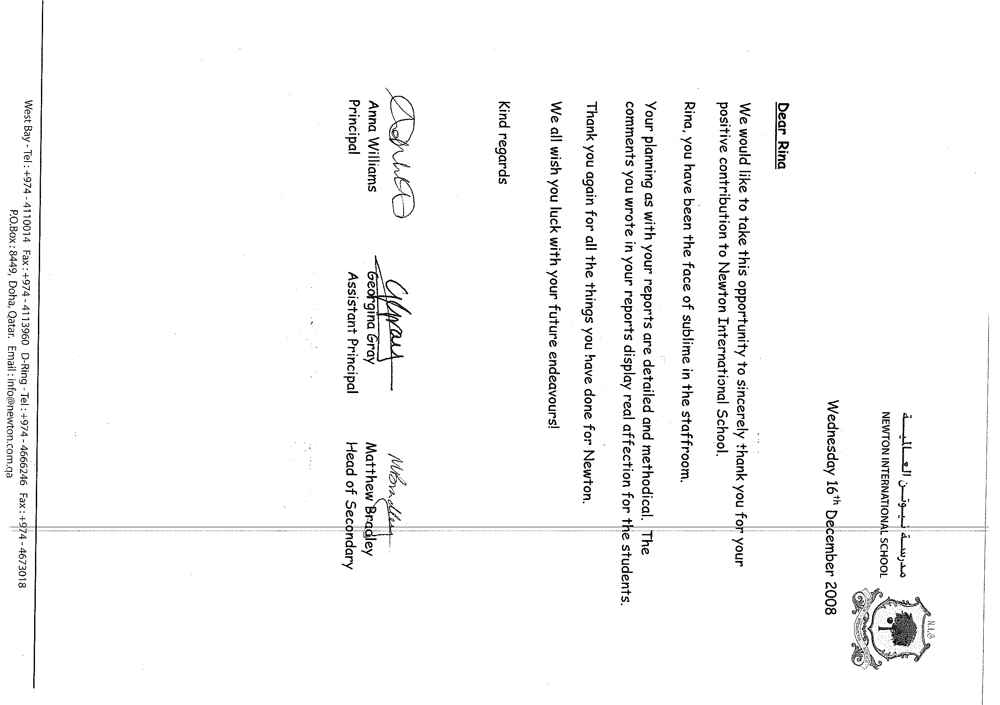 مدرسة نيوتن العالمية
NEWTON INTERNATIONAL SCHOOL
N.I.S
NEWTON INTERNATIONAL SCHOOL
Wednesday 16th December 2008
Dear Rina
We would like to take this opportunity to sincerely thank you for your
positive contribution to Newton International School.
Rina, you have been the face of sublime in the staffroom.
Your planning as with your reports are detailed and methodical. The
comments you wrote in your reports display real affection for the students.
Thank you again for all the things you have done for Newton.
We all wish you luck with your future endeavours!
Kind regards
MBradley
Anna Williams Georgina Gray Matthew Bradley
Principal Assistant Principal Head of Secondary
West Bay - Tel : +974 - 4110014 Fax : +974 - 4113960 D-Ring - Tel : +974 - 4666246 Fax : +974 - 4673018
P.O.Box : 8449, Doha, Qatar. Email : info@newton.com.qa